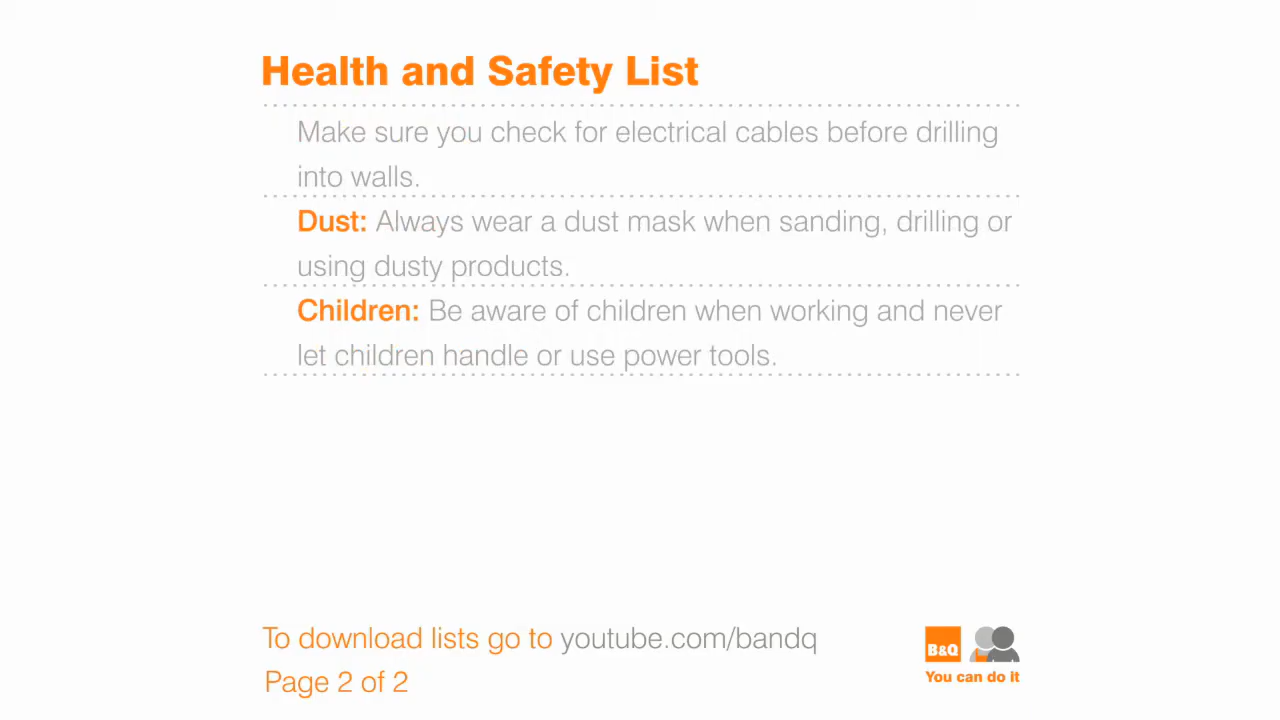 Health and Safety List
Make sure you check for electrical cables before drilling
into walls.
Dust: Always wear a dust mask when sanding, drilling or
using dusty products.
Children: Be aware of children when working and never
let children handle or use power tools.
To download lists go to youtube.com/bandq
Page 2 of 2
B&Q
You can do it